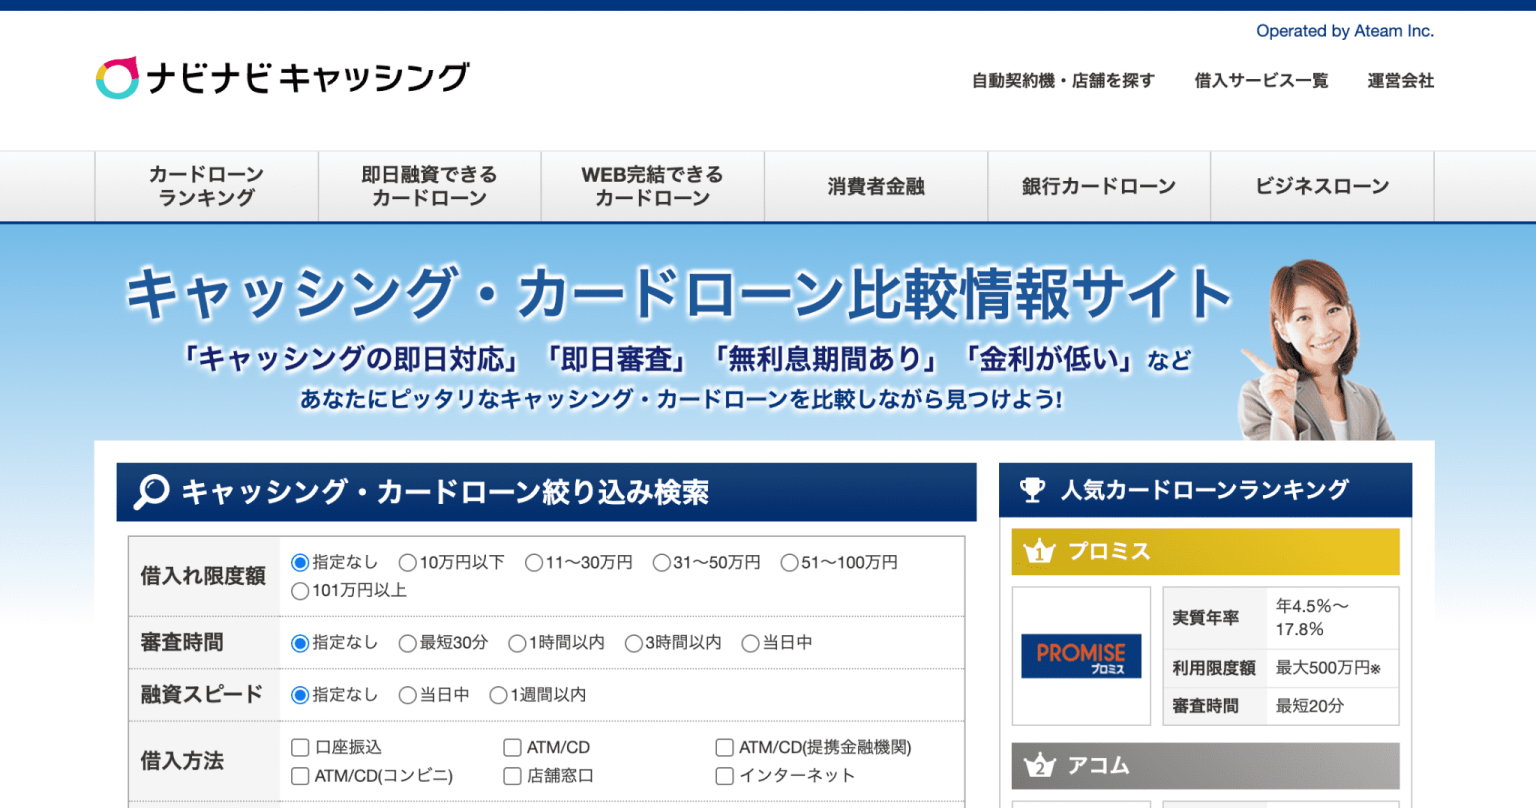 Operated by Ateam Inc.
ナビナビキャッシング
自動契約機・店舗を探す 借入サービス一覧 運営会社
カードローン
ランキング
即日融資できる
カードローン
WEB完結できる
カードローン
消費者金融
銀行カードローン
ビジネスローン
キャッシング・カードローン比較情報サイト
「キャッシングの即日対応」「即日審査」「無利息期間あり」「金利が低い」など
あなたにピッタリなキャッシング・カードローンを比較しながら見つけよう!
キャッシング・カードローン絞り込み検索
借入れ限度額
指定なし 10万円以下 11〜30万円 31〜50万円 51〜100万円
101万円以上
審査時間
指定なし 最短30分 1時間以内 3時間以内 当日中
融資スピード
指定なし 当日中 1週間以内
借入方法
口座振込 ATM/CD ATM/CD(提携金融機関)
ATM/CD(コンビニ) 店舗窓口 インターネット
人気カードローンランキング
1 プロミス
PROMISE
プロミス
実質年率
年4.5%〜
17.8%
利用限度額 最大500万円※
審査時間 最短20分
2 アコム